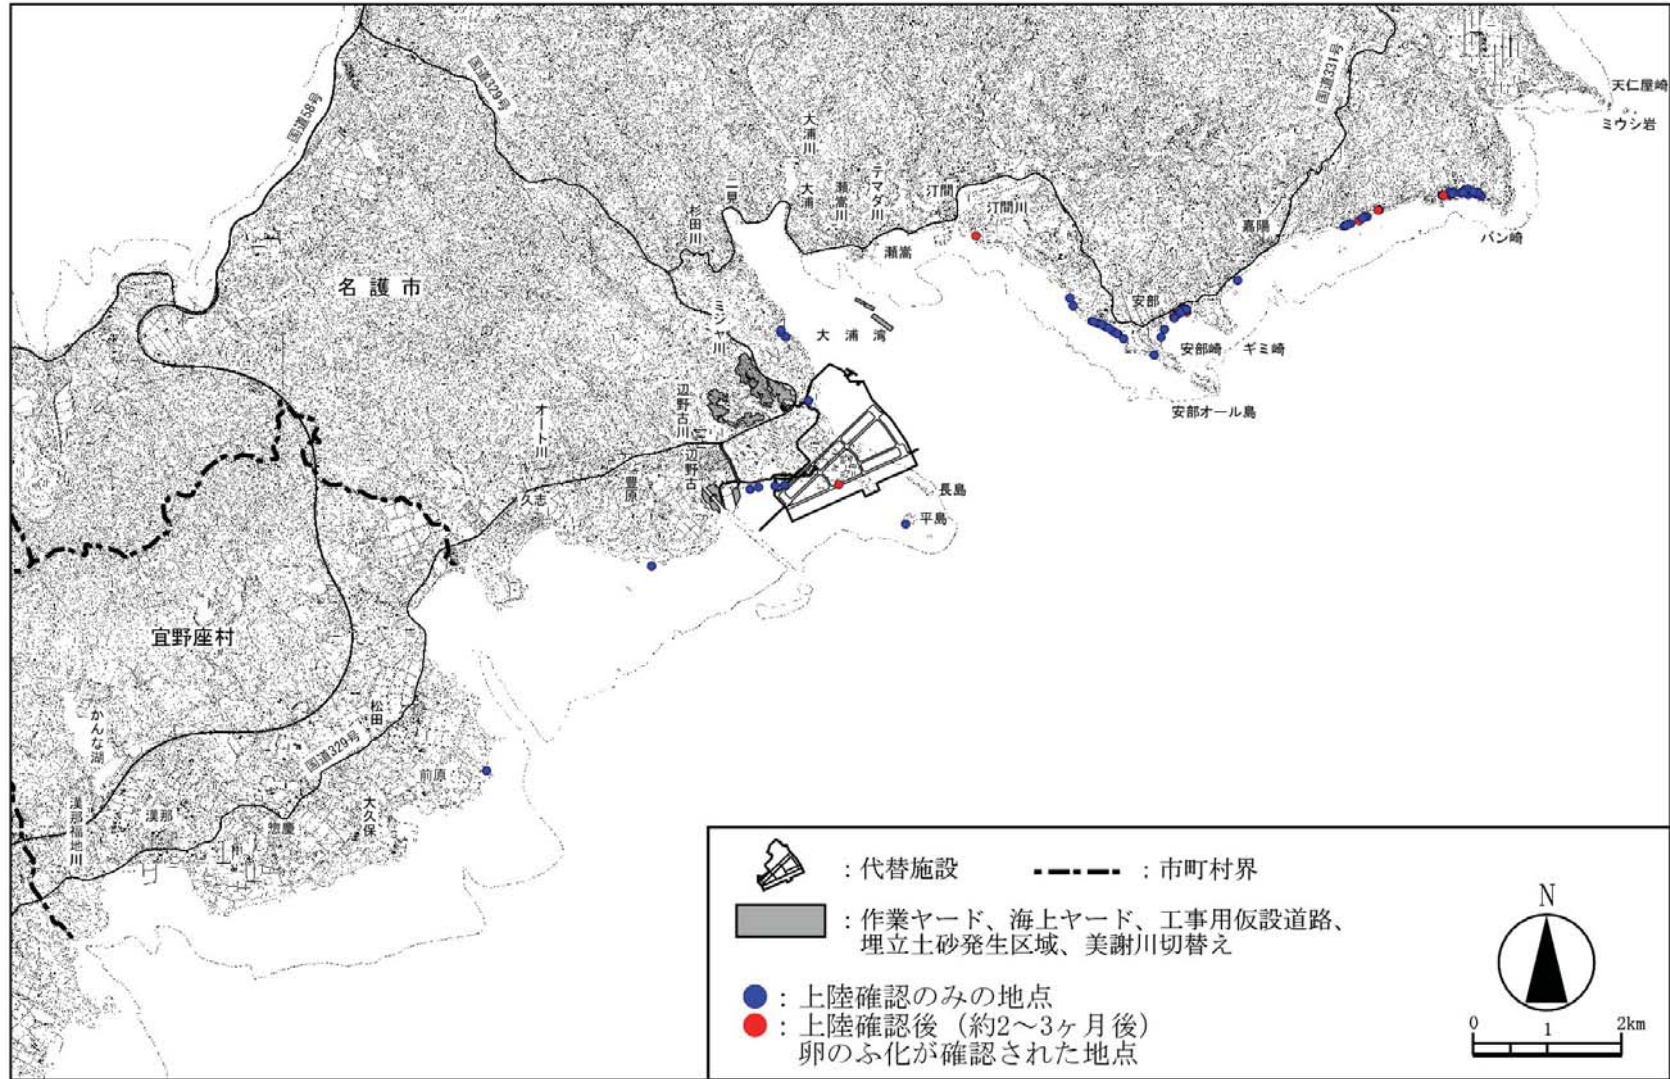 天仁屋崎
ミウシ岩
国道58号
国道329号
国道331号
大浦川
大浦
瀬嵩川
テマダ川
汀間
汀間川
二見
杉田川
瀬嵩
嘉陽
バン崎
名護市
ミジャ川
大浦湾
安部
安部崎
ギミ崎
安部オール島
辺野古川
辺野古
オート川
豊原
久志
長島
平島
宜野座村
かんな湖
松田
国道329号
前原
漢那福地川
漢那
惣慶
大久保
：代替施設
：市町村界
：作業ヤード、海上ヤード、工事用仮設道路、
埋立土砂発生区域、美謝川切替え
：上陸確認のみの地点
：上陸確認後（約2～3ヶ月後）
卵のふ化が確認された地点
N
0 1 2km